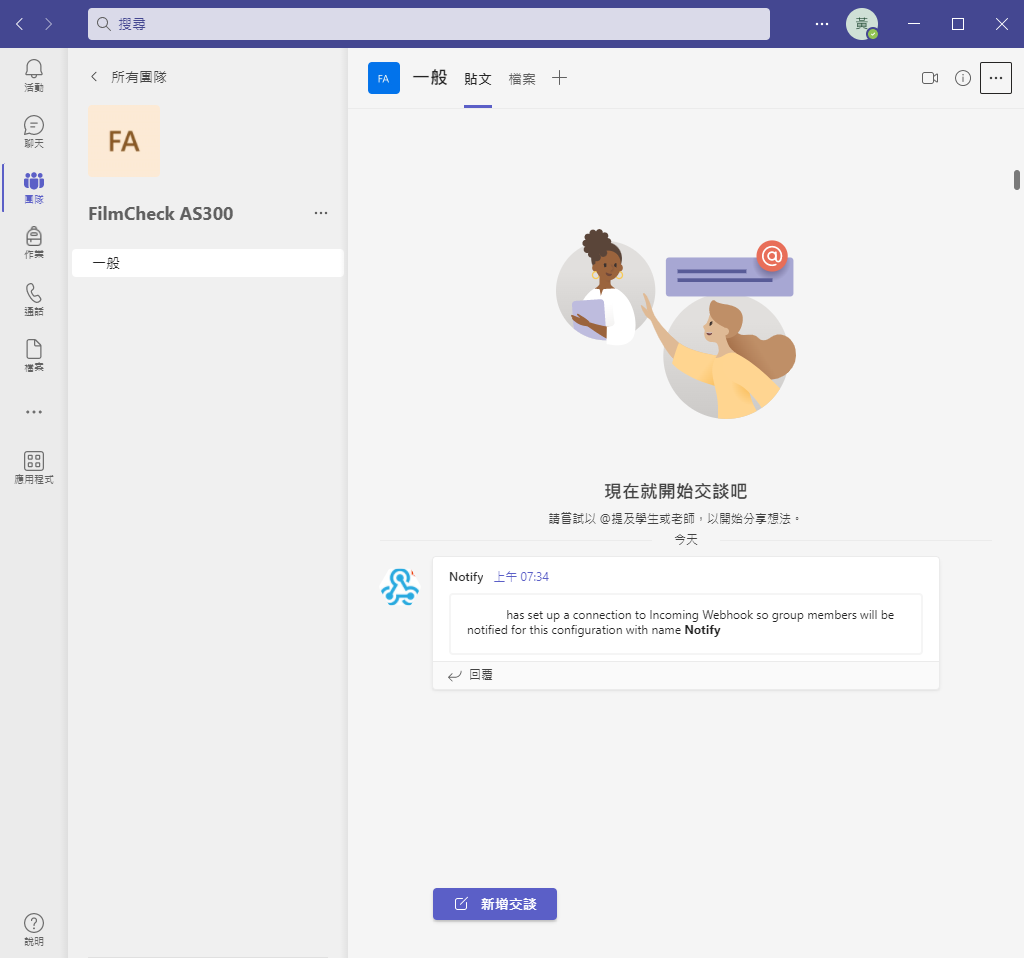 搜尋
黃
活動
聊天
團隊
作業
通話
檔案
應用程式
說明
所有團隊
FA
FilmCheck AS300
一般
FA
一般
貼文
檔案
@
現在就開始交談吧
請嘗試以 @提及學生或老師，以開始分享想法。
今天
Notify 上午 07:34
has set up a connection to Incoming Webhook so group members will be
notified for this configuration with name Notify
回覆
新增交談